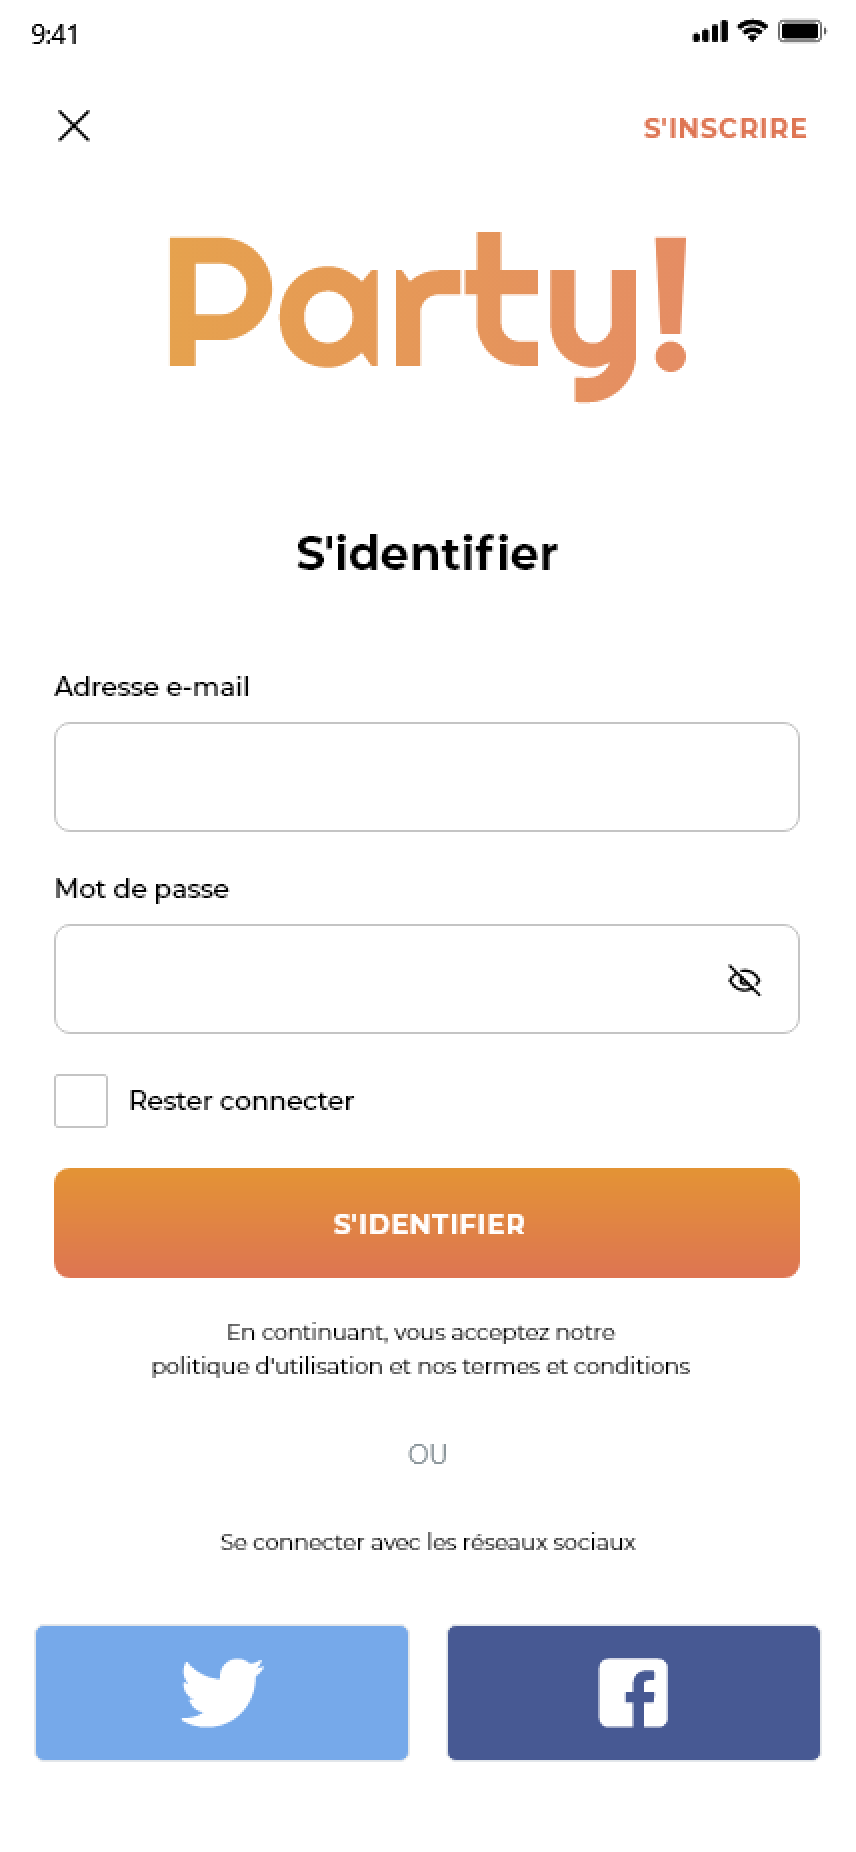 9:41
S'INSCRIRE
Party!
S'identifier
Adresse e-mail
Mot de passe
Rester connecter
S'IDENTIFIER
En continuant, vous acceptez notre
politique d'utilisation et nos termes et conditions
OU
Se connecter avec les réseaux sociaux